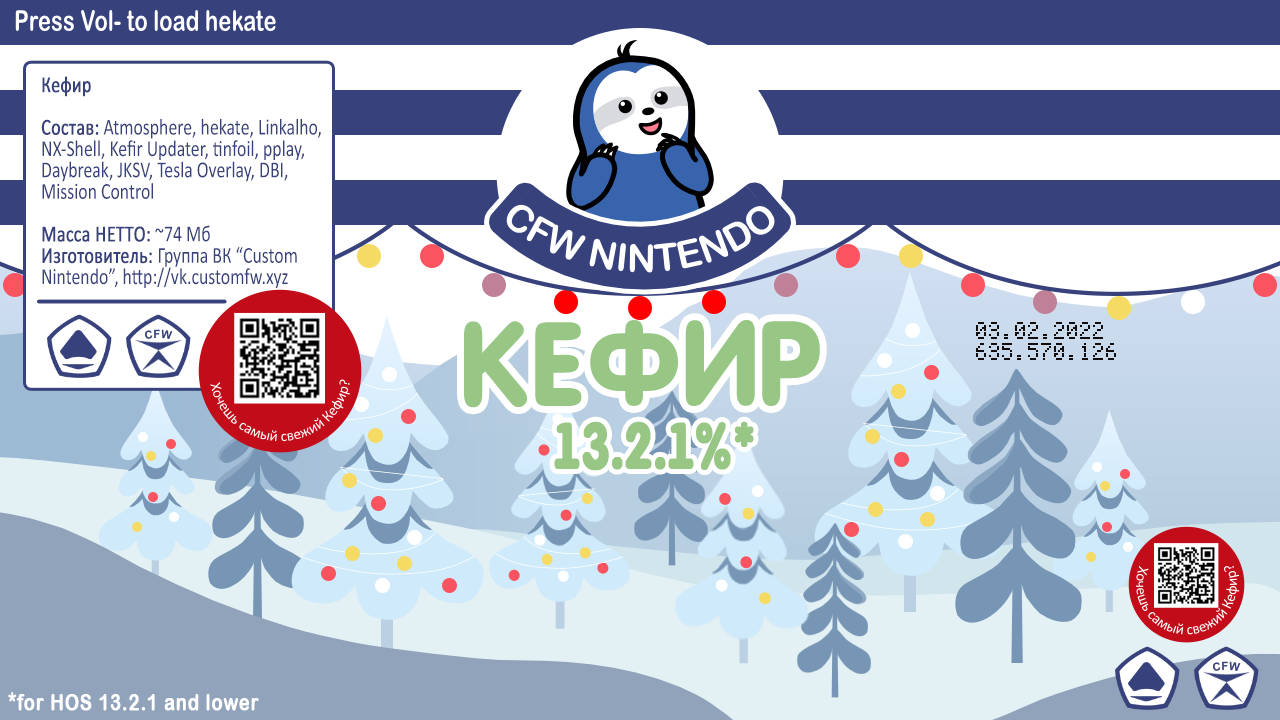 Press Vol- to load hekate
Кефир
Состав: Atmosphere, hekate, Linkalho,
NX-Shell, Kefir Updater, tinfoil, pplay,
Daybreak, JKSV, Tesla Overlay, DBI,
Mission Control
Масса НЕТТО: ~74 Мб
Изготовитель: Группа ВК “Custom
Nintendo”, http://vk.customfw.xyz
CFW
Хочешь самый свежий Кефир?
CFW NINTENDO
КЕФИР
13.2.1%*
03.02.2022
635.570.126
Хочешь самый свежий Кефир?
CFW
*for HOS 13.2.1 and lower